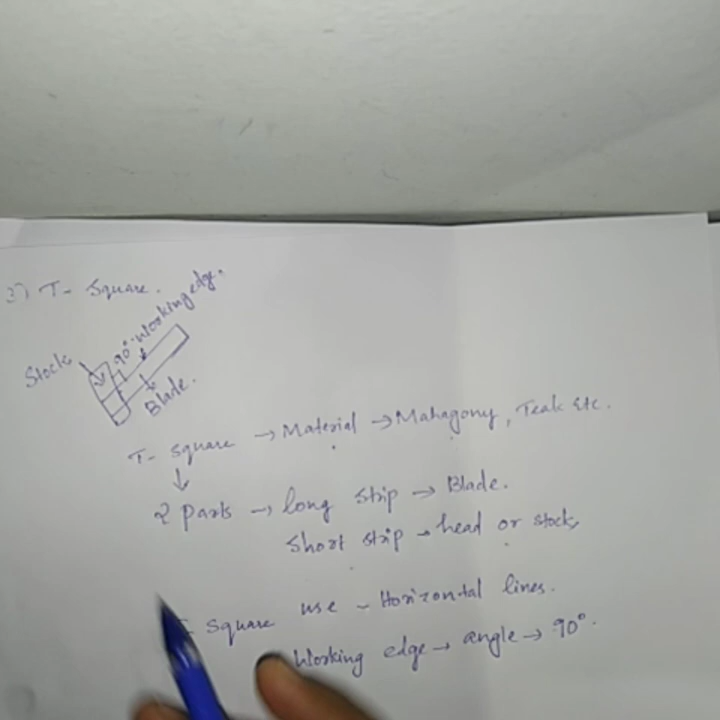 3) T- Square.
Stock
90°
Working edge.
Blade.
T- square → Material → Mahagony, Teak Etc.
↓
2 Parts → long strip → Blade.
Short strip → head or stock,
Square use - Horizontal lines.
Working edge → angle → 90°.